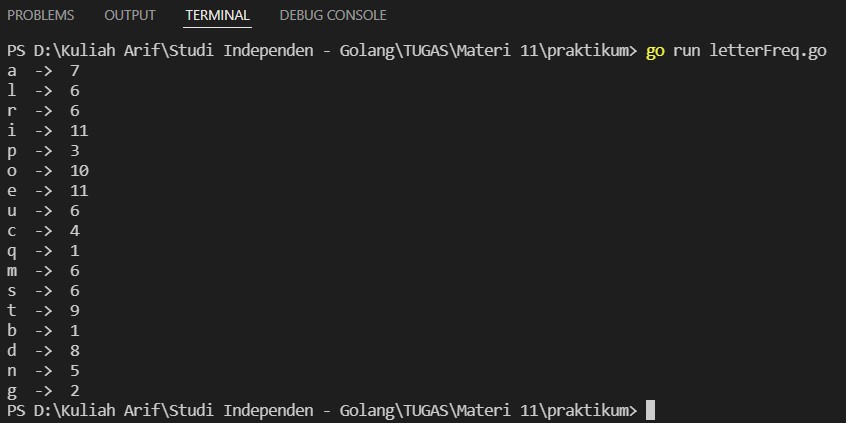 PROBLEMS OUTPUT TERMINAL DEBUG CONSOLE
PS D:\Kuliah Arif\Studi Independen - Golang\TUGAS\Materi 11\praktikum> go run letterFreq.go
a -> 7
l -> 6
r -> 6
i -> 11
p -> 3
o -> 10
e -> 11
u -> 6
c -> 4
q -> 1
m -> 6
s -> 6
t -> 9
b -> 1
d -> 8
n -> 5
g -> 2
PS D:\Kuliah Arif\Studi Independen - Golang\TUGAS\Materi 11\praktikum>